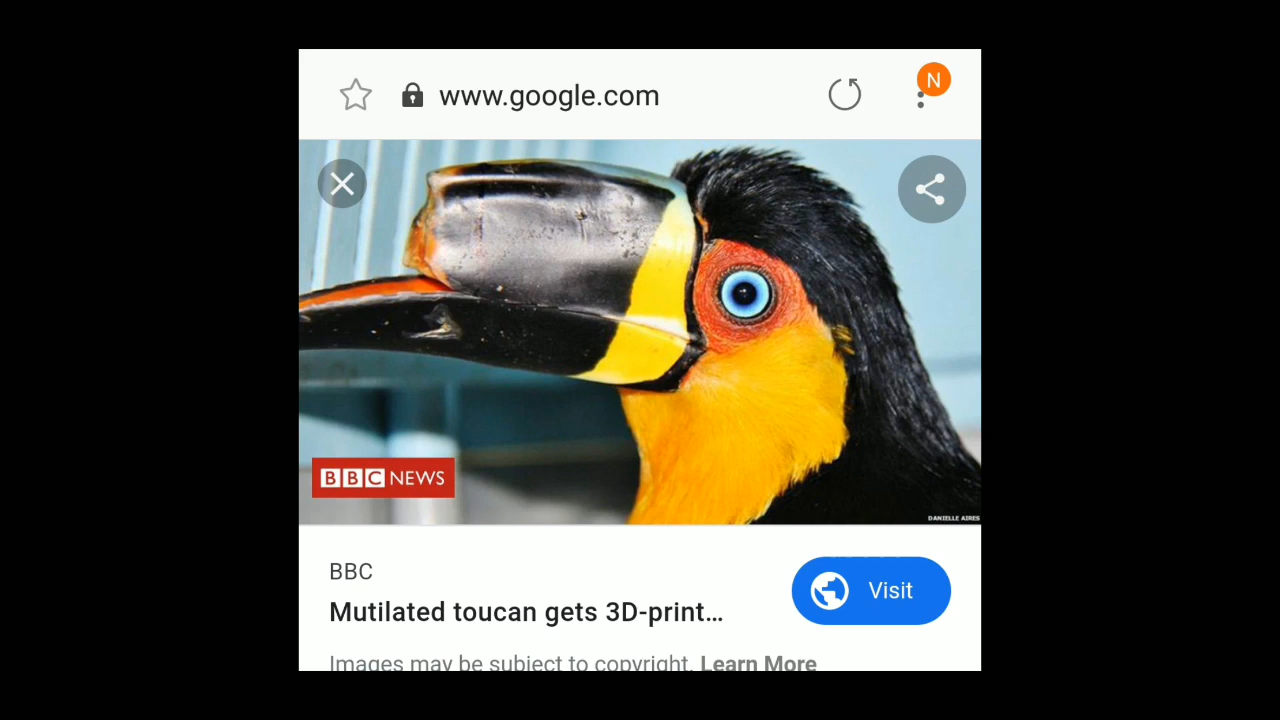 www.google.com
N
BBC NEWS
DANIELLE AIRES
BBC
Visit
Mutilated toucan gets 3D-print...
Images may be subject to copyright. Learn More